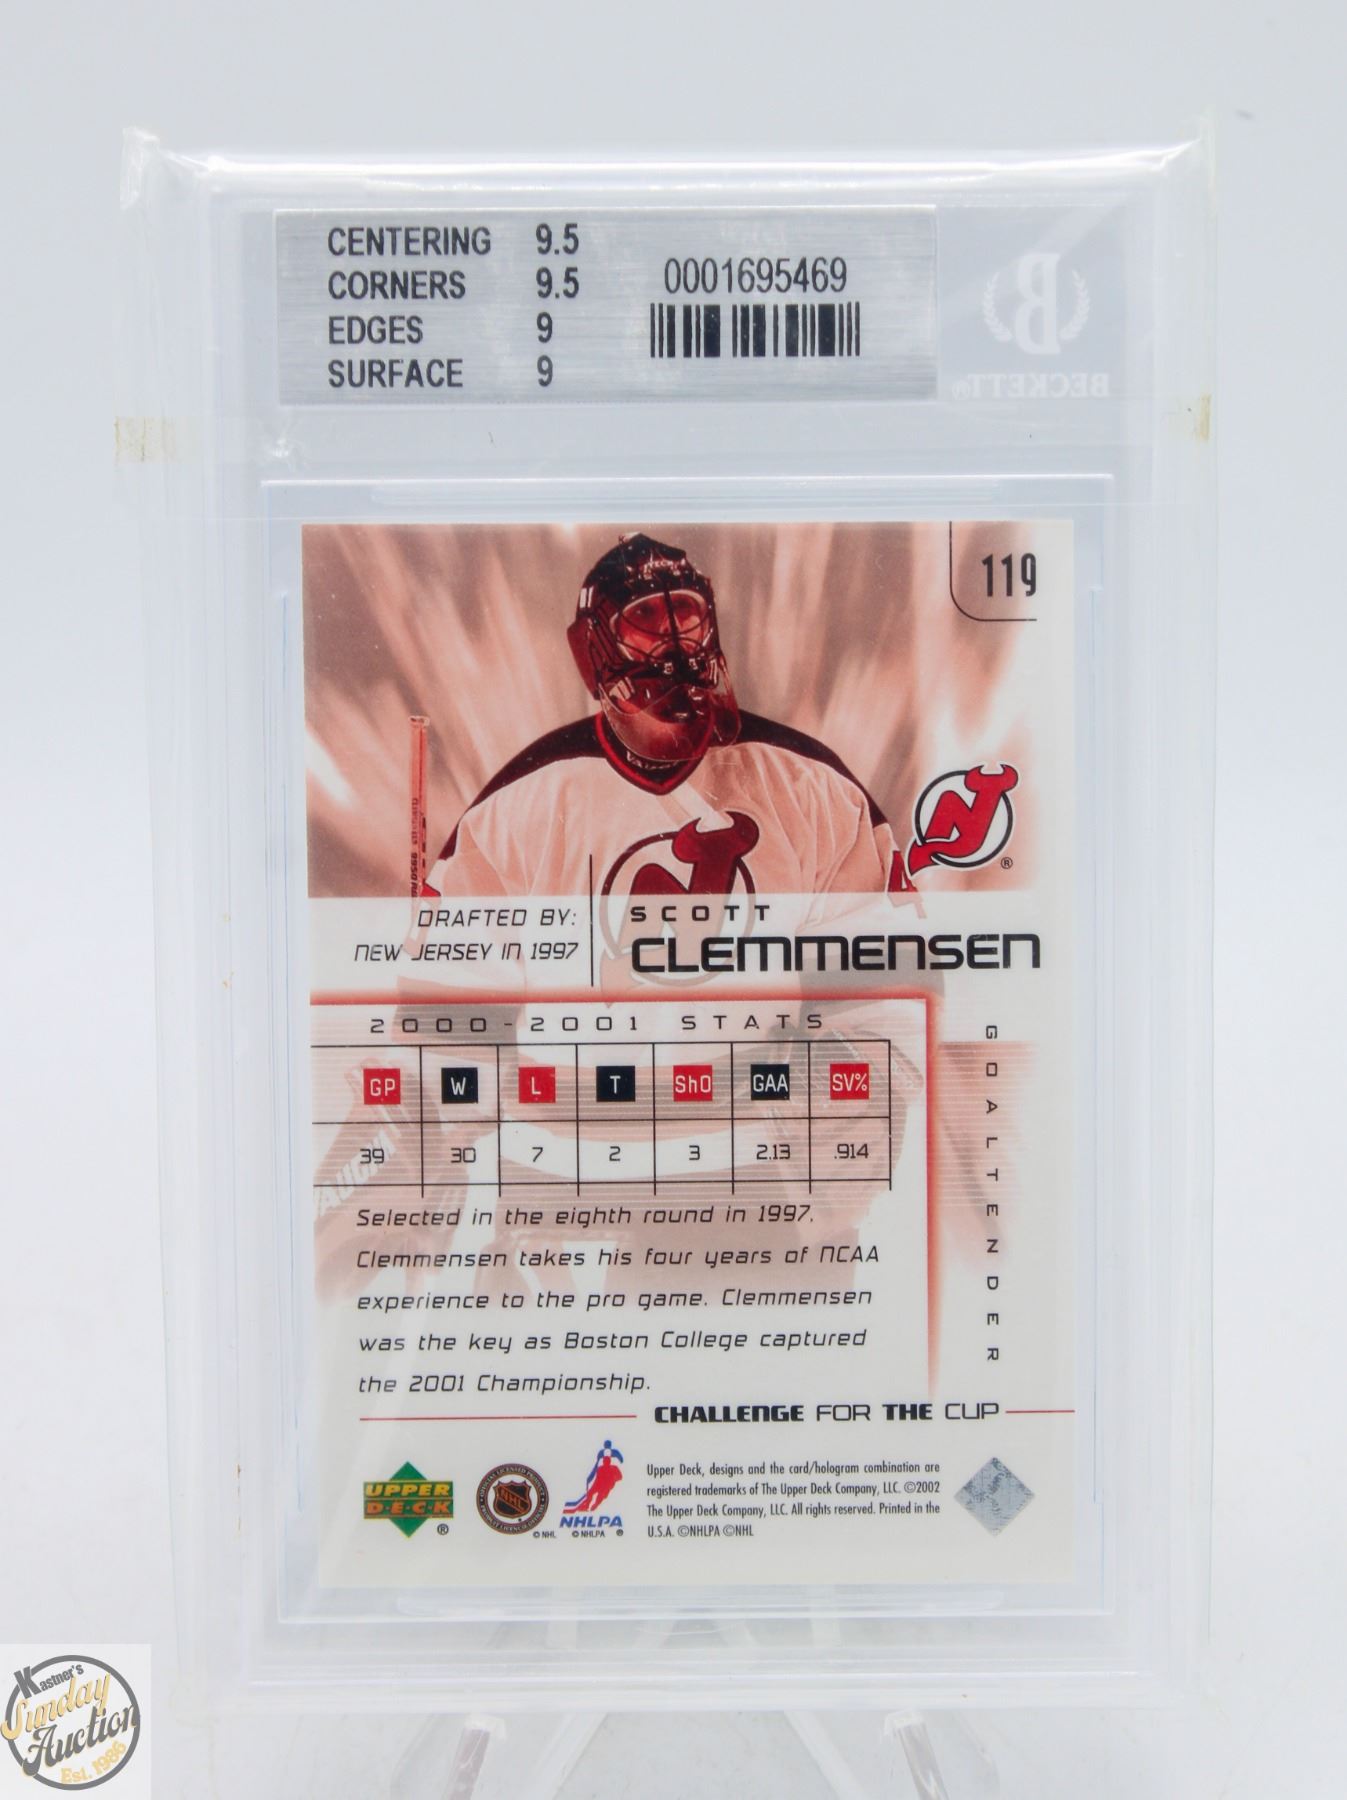 CENTERING 9.5
CORNERS 9.5
EDGES 9
SURFACE 9
0001695469
BECKETT®
119
®
DRAFTED BY:
NEW JERSEY IN 1997
SCOTT
CLEMMENSEN
2000-2001 STATS
GP W L T ShO GAA SV%
39 30 7 2 3 2.13 .914
GOALTENDER
Selected in the eighth round in 1997,
Clemmensen takes his four years of NCAA
experience to the pro game. Clemmensen
was the key as Boston College captured
the 2001 Championship.
CHALLENGE FOR THE CUP
UPPER
DECK
®
NHL
© NHL
NHLPA
© NHLPA ®
Upper Deck, designs and the card/hologram combination are
registered trademarks of The Upper Deck Company, LLC. ©2002
The Upper Deck Company, LLC. All rights reserved. Printed in the
U.S.A. ©NHLPA ©NHL
Kastner's
Sunday
Auction
Est. 1986